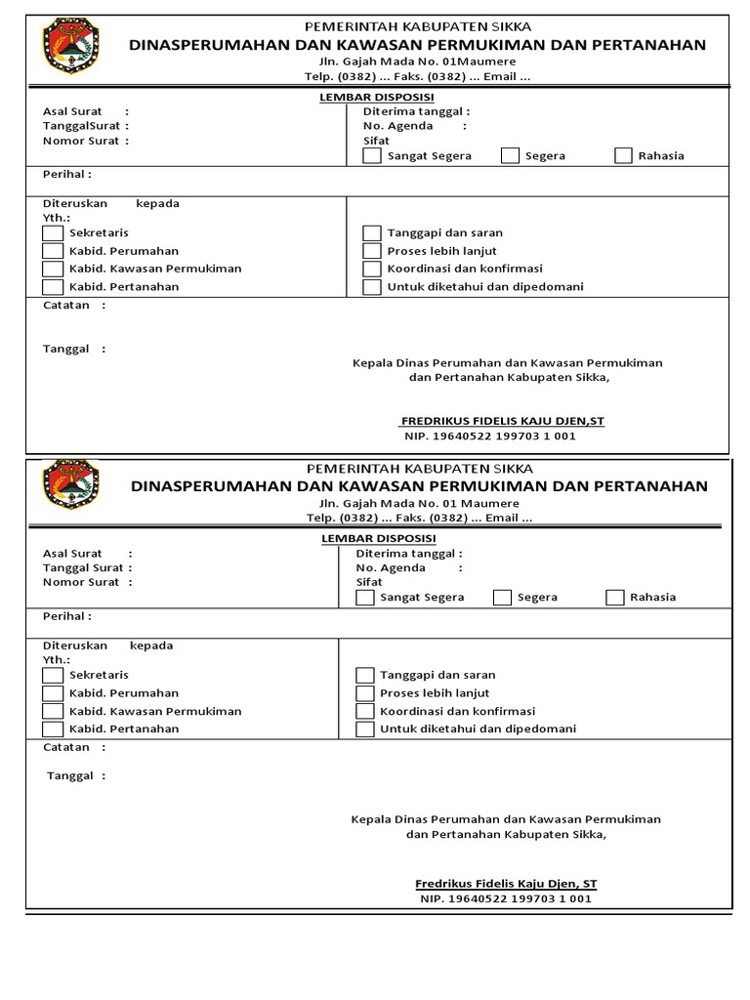 PEMERINTAH KABUPATEN SIKKA
DINASPERUMAHAN DAN KAWASAN PERMUKIMAN DAN PERTANAHAN
Jln. Gajah Mada No. 01Maumere
Telp. (0382) ... Faks. (0382) ... Email ...
LEMBAR DISPOSISI
Asal Surat :
TanggalSurat :
Nomor Surat :
Diterima tanggal :
No. Agenda :
Sifat
Sangat Segera Segera Rahasia
Perihal :
Diteruskan kepada
Yth.:
Sekretaris
Kabid. Perumahan
Kabid. Kawasan Permukiman
Kabid. Pertanahan
Tanggapi dan saran
Proses lebih lanjut
Koordinasi dan konfirmasi
Untuk diketahui dan dipedomani
Catatan :
Tanggal :
Kepala Dinas Perumahan dan Kawasan Permukiman
dan Pertanahan Kabupaten Sikka,
FREDRIKUS FIDELIS KAJU DJEN,ST
NIP. 19640522 199703 1 001
PEMERINTAH KABUPATEN SIKKA
DINASPERUMAHAN DAN KAWASAN PERMUKIMAN DAN PERTANAHAN
Jln. Gajah Mada No. 01 Maumere
Telp. (0382) ... Faks. (0382) ... Email ...
LEMBAR DISPOSISI
Asal Surat :
Tanggal Surat :
Nomor Surat :
Diterima tanggal :
No. Agenda :
Sifat
Sangat Segera Segera Rahasia
Perihal :
Diteruskan kepada
Yth.:
Sekretaris
Kabid. Perumahan
Kabid. Kawasan Permukiman
Kabid. Pertanahan
Tanggapi dan saran
Proses lebih lanjut
Koordinasi dan konfirmasi
Untuk diketahui dan dipedomani
Catatan :
Tanggal :
Kepala Dinas Perumahan dan Kawasan Permukiman
dan Pertanahan Kabupaten Sikka,
Fredrikus Fidelis Kaju Djen, ST
NIP. 19640522 199703 1 001